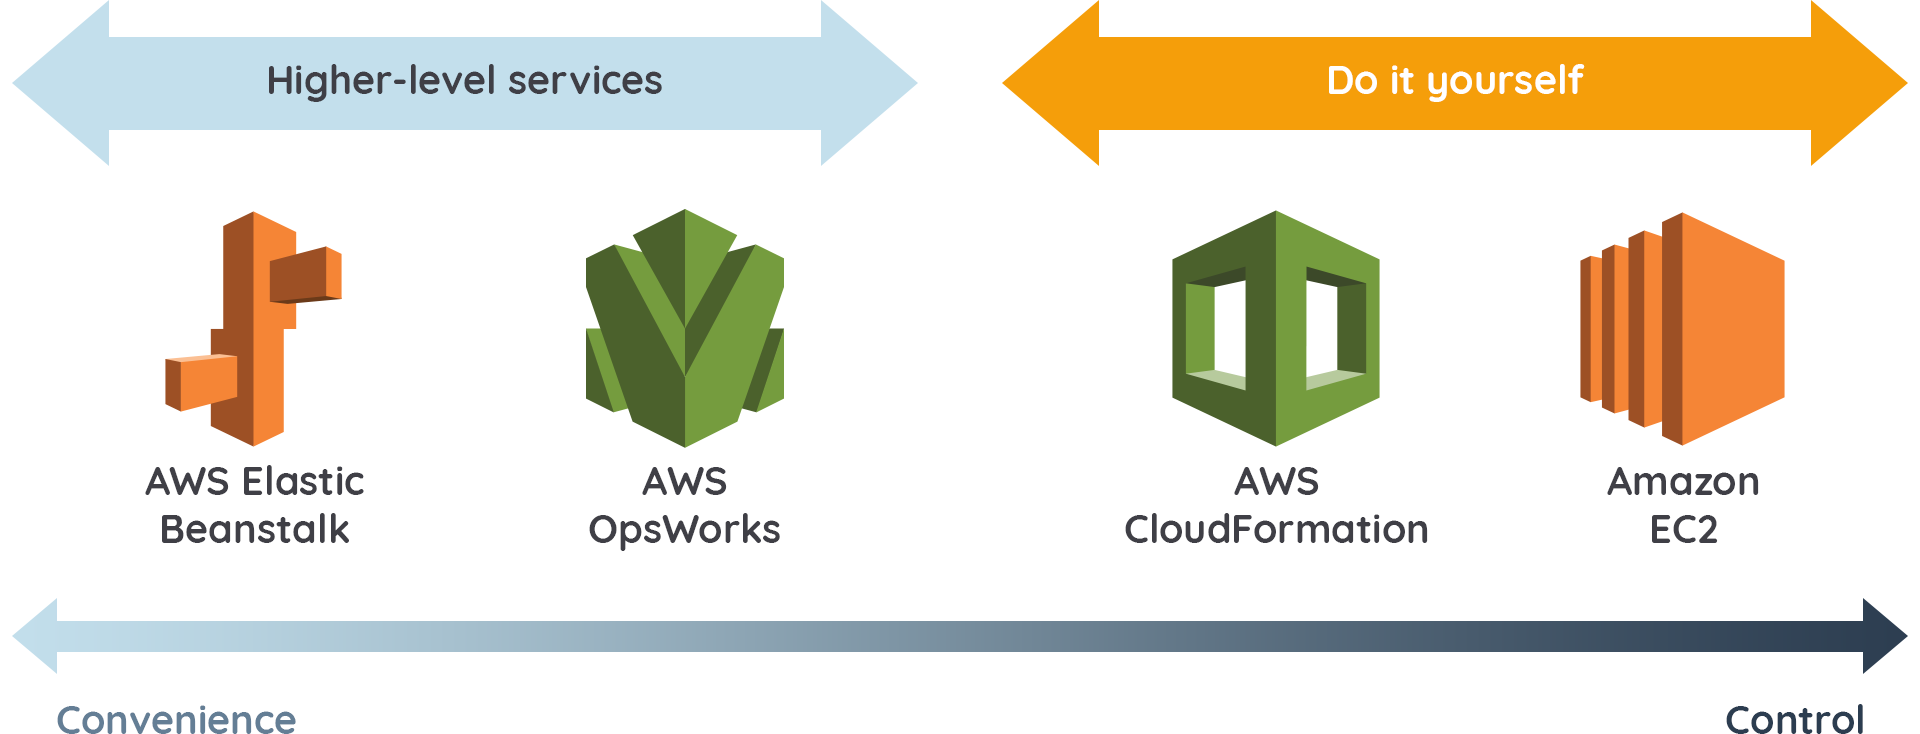 Higher-level services
Do it yourself
AWS Elastic
Beanstalk
AWS
OpsWorks
AWS
CloudFormation
Amazon
EC2
Convenience
Control